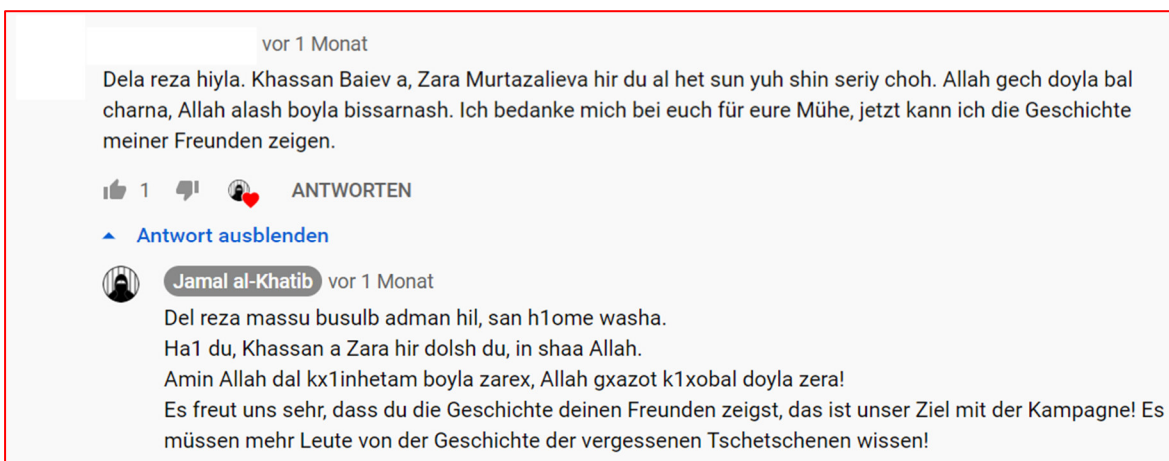 vor 1 Monat
Dela reza hiyla. Khassan Baiev a, Zara Murtazalieva hir du al het sun yuh shin seriy choh. Allah gech doyla bal
charna, Allah alash boyla bissarnash. Ich bedanke mich bei euch für eure Mühe, jetzt kann ich die Geschichte
meiner Freunden zeigen.
1 ANTWORTEN
Antwort ausblenden
Jamal al-Khatib vor 1 Monat
Del reza massu busulb adman hil, san h1ome washa.
Ha1 du, Khassan a Zara hir dolsh du, in shaa Allah.
Amin Allah dal kx1inhetam boyla zarex, Allah gxazot k1xobal doyla zera!
Es freut uns sehr, dass du die Geschichte deinen Freunden zeigst, das ist unser Ziel mit der Kampagne! Es
müssen mehr Leute von der Geschichte der vergessenen Tschetschenen wissen!